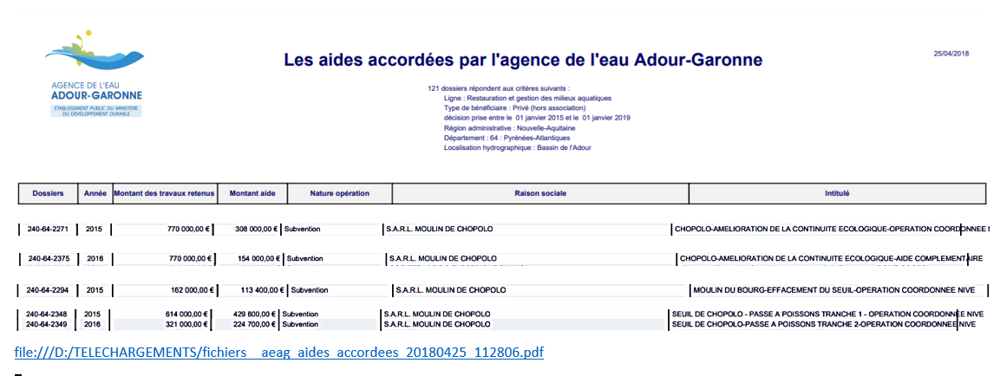 Les aides accordées par l'agence de l'eau Adour-Garonne
25/04/2018
AGENCE DE L'EAU
ADOUR-GARONNE
ETABLISSEMENT PUBLIC DU MINISTERE
DU DEVELOPPEMENT DURABLE
121 dossiers répondent aux critères suivants :
Ligne : Restauration et gestion des milieux aquatiques
Type de bénéficiaire : Privé (hors association)
décision prise entre le 01 janvier 2015 et le 01 janvier 2019
Région administrative : Nouvelle-Aquitaine
Département : 64 : Pyrénées-Atlantiques
Localisation hydrographique : Bassin de l'Adour
Dossiers Année Montant des travaux retenus Montant aide Nature opération Raison sociale Intitulé
240-64-2271 2015 770 000,00 € 308 000,00 € Subvention S.A.R.L. MOULIN DE CHOPOLO CHOPOLO-AMELIORATION DE LA CONTINUITE ECOLOGIQUE-OPERATION COORDONNEE
240-64-2375 2016 770 000,00 € 154 000,00 € Subvention S.A.R.L. MOULIN DE CHOPOLO CHOPOLO-AMELIORATION DE LA CONTINUITE ECOLOGIQUE-AIDE COMPLEMENTAIRE
240-64-2294 2015 162 000,00 € 113 400,00 € Subvention S.A.R.L. MOULIN DE CHOPOLO MOULIN DU BOURG-EFFACEMENT DU SEUIL-OPERATION COORDONNEE NIVE
240-64-2348 2015 614 000,00 € 429 800,00 € Subvention S.A.R.L. MOULIN DE CHOPOLO SEUIL DE CHOPOLO - PASSE A POISSONS TRANCHE 1 - OPERATION COORDONNEE NIVE
240-64-2349 2016 321 000,00 € 224 700,00 € Subvention S.A.R.L. MOULIN DE CHOPOLO SEUIL DE CHOPOLO-PASSE A POISSONS TRANCHE 2-OPERATION COORDONNEE NIVE
file:///D:/TELECHARGEMENTS/fichiers__aeag_aides_accordees_20180425_112806.pdf